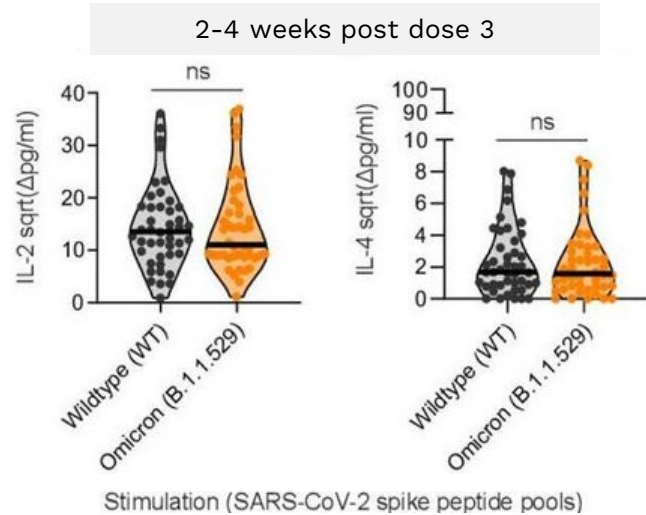 2-4 weeks post dose 3
ns
IL-2 sqrt(Δpg/ml)
40
30
20
10
0
Wildtype (WT)
Omicron (B.1.1.529)
ns
IL-4 sqrt(Δpg/ml)
100
90
10
8
6
4
2
0
Wildtype (WT)
Omicron (B.1.1.529)
Stimulation (SARS-CoV-2 spike peptide pools)